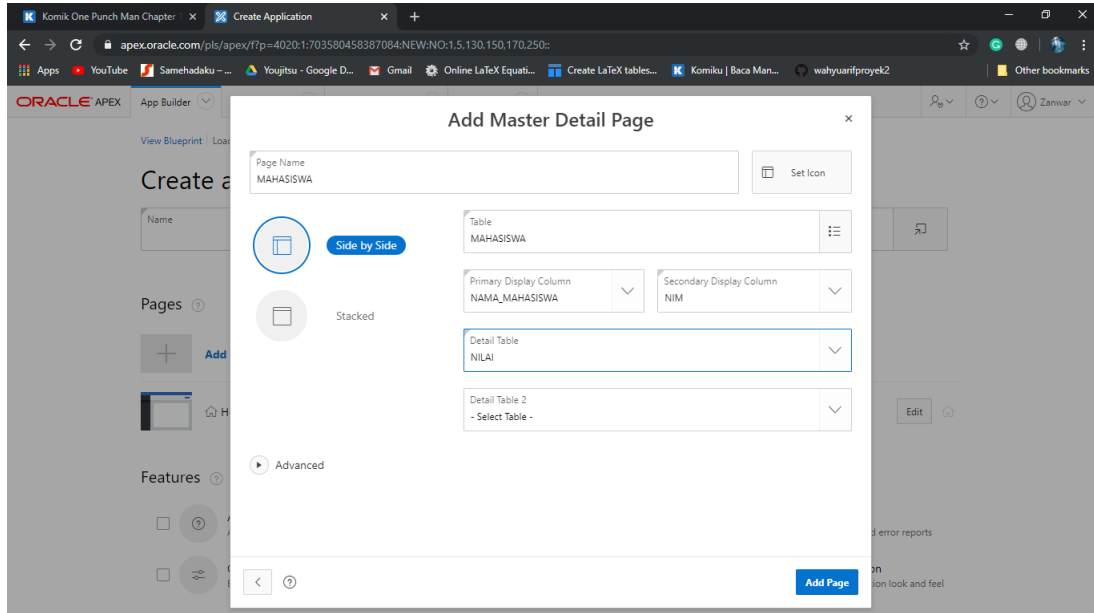 Komik One Punch Man Chapter
Create Application
apex.oracle.com/pls/apex/f?p=4020:1:703580458387084:NEW:NO:1,5,130,150,170,250::
Apps YouTube Samehadaku – ... Youjitsu - Google D... Gmail Online LaTeX Equati... Create LaTeX tables... Komiku | Baca Man... wahyuarifproyek2 Other bookmarks
ORACLE APEX App Builder Zanwar
Add Master Detail Page
View Blueprint
Page Name
MAHASISWA
Set Icon
Create
Name
Side by Side
Table
MAHASISWA
Pages
Stacked
Primary Display Column
NAMA_MAHASISWA
Secondary Display Column
NIM
Add
Detail Table
NILAI
Detail Table 2
- Select Table -
Edit
Advanced
Features
d error reports
Add Page
ion look and feel